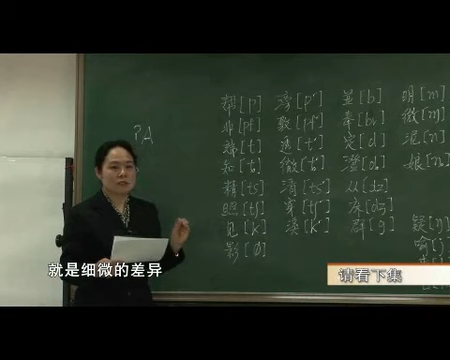 PA
帮[p] 滂[p'] 並[b] 明[m]
非[pf] 敷[pf'] 奉[bv] 微[ɱ]
端[t] 透[t'] 定[d] 泥[n]
知[ȶ] 徹[ȶ'] 澄[ȡ] 娘[ȵ]
精[ts] 清[ts'] 从[dz]
照[tʃ] 穿[tʃ'] 床[dʒ]
见[k] 溪[k'] 群[g] 疑[ŋ]
影[ø] 喻[j]
就是细微的差异
请看下集